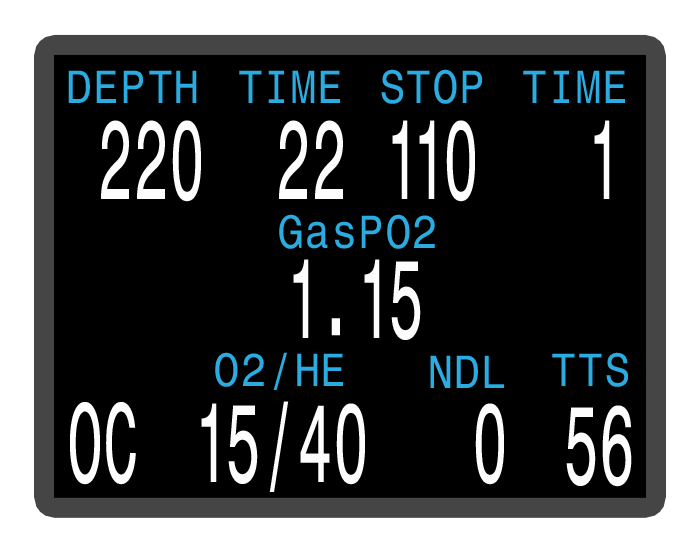 DEPTH TIME STOP TIME
220 22 110 1
GasPO2
1.15
O2/HE NDL TTS
OC 15/40 0 56